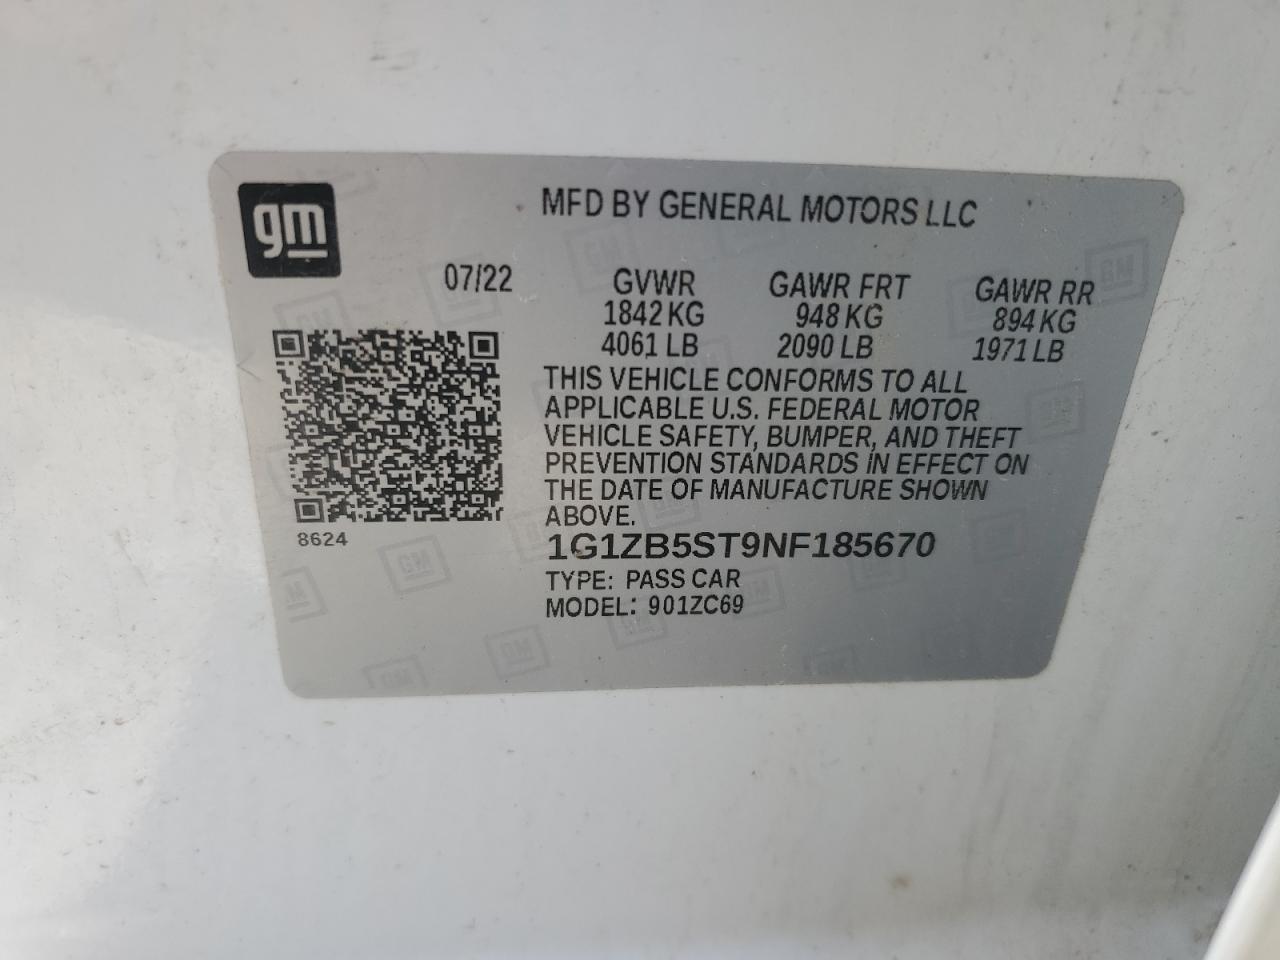 gm
MFD BY GENERAL MOTORS LLC
07/22 GVWR GAWR FRT GAWR RR
1842 KG 948 KG 894 KG
4061 LB 2090 LB 1971 LB
THIS VEHICLE CONFORMS TO ALL
APPLICABLE U.S. FEDERAL MOTOR
VEHICLE SAFETY, BUMPER, AND THEFT
PREVENTION STANDARDS IN EFFECT ON
THE DATE OF MANUFACTURE SHOWN
ABOVE.
8624
1G1ZB5ST9NF185670
TYPE: PASS CAR
MODEL: 901ZC69